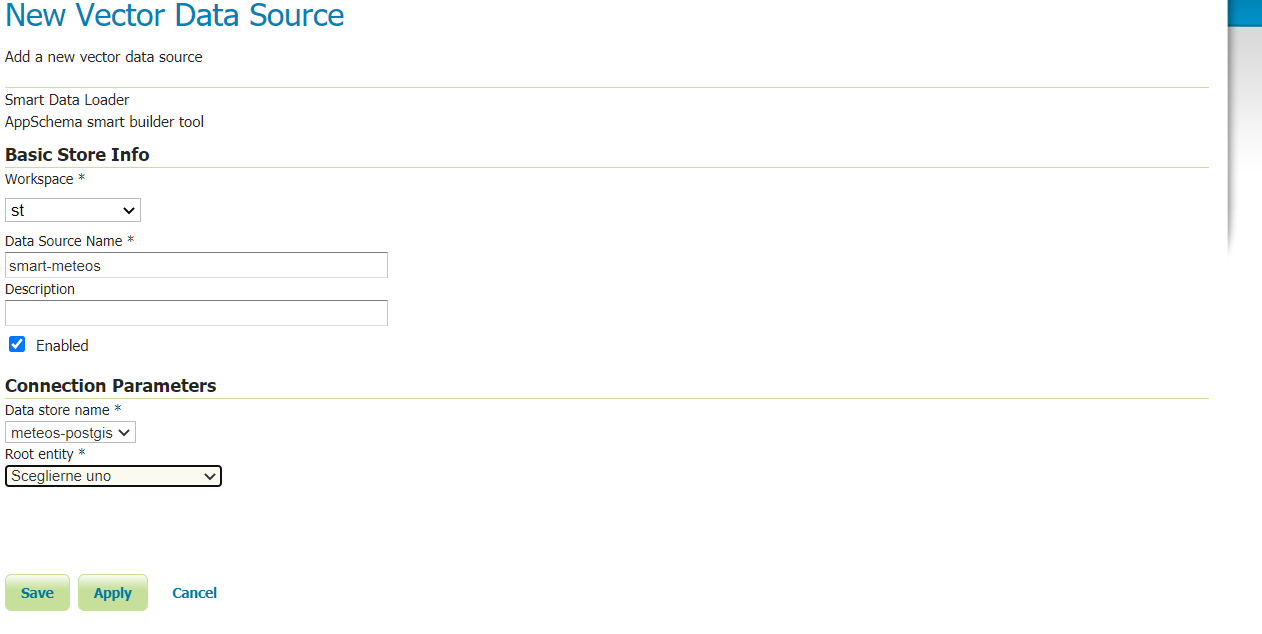 New Vector Data Source
Add a new vector data source
Smart Data Loader
AppSchema smart builder tool
Basic Store Info
Workspace *
st
Data Source Name *
smart-meteos
Description
Enabled
Connection Parameters
Data store name *
meteos-postgis
Root entity *
Sceglierne uno
Save Apply Cancel